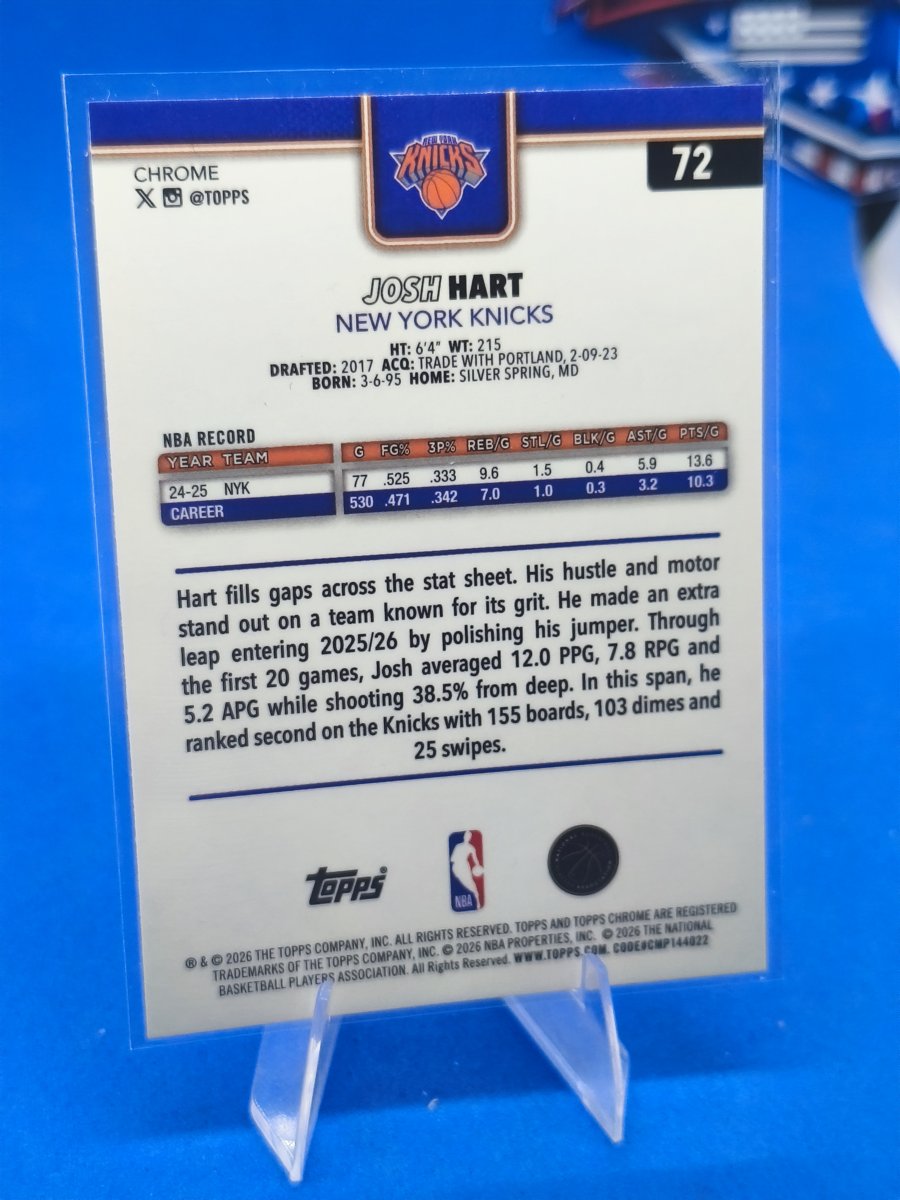 NEW YORK
KNICKS
72
CHROME
@TOPPS
JOSH HART
NEW YORK KNICKS
HT: 6'4" WT: 215
DRAFTED: 2017 ACQ: TRADE WITH PORTLAND, 2-09-23
BORN: 3-6-95 HOME: SILVER SPRING, MD
NBA RECORD
YEAR TEAM G FG% 3P% REB/G STL/G BLK/G AST/G PTS/G
24-25 NYK 77 .525 .333 9.6 1.5 0.4 5.9 13.6
CAREER 530 .471 .342 7.0 1.0 0.3 3.2 10.3
Hart fills gaps across the stat sheet. His hustle and motor
stand out on a team known for its grit. He made an extra
leap entering 2025/26 by polishing his jumper. Through
the first 20 games, Josh averaged 12.0 PPG, 7.8 RPG and
5.2 APG while shooting 38.5% from deep. In this span, he
ranked second on the Knicks with 155 boards, 103 dimes and
25 swipes.
Topps®
NBA
® & © 2026 THE TOPPS COMPANY, INC. ALL RIGHTS RESERVED. TOPPS AND TOPPS CHROME ARE REGISTERED
TRADEMARKS OF THE TOPPS COMPANY, INC. © 2026 NBA PROPERTIES, INC. © 2026 THE NATIONAL
BASKETBALL PLAYERS ASSOCIATION. All Rights Reserved. WWW.TOPPS.COM. CODE#CMP144022